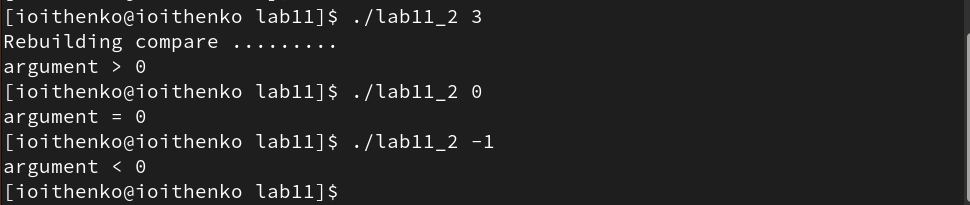 [ioithenko@ioithenko lab11]$ ./lab11_2 3
Rebuilding compare .........
argument > 0
[ioithenko@ioithenko lab11]$ ./lab11_2 0
argument = 0
[ioithenko@ioithenko lab11]$ ./lab11_2 -1
argument < 0
[ioithenko@ioithenko lab11]$